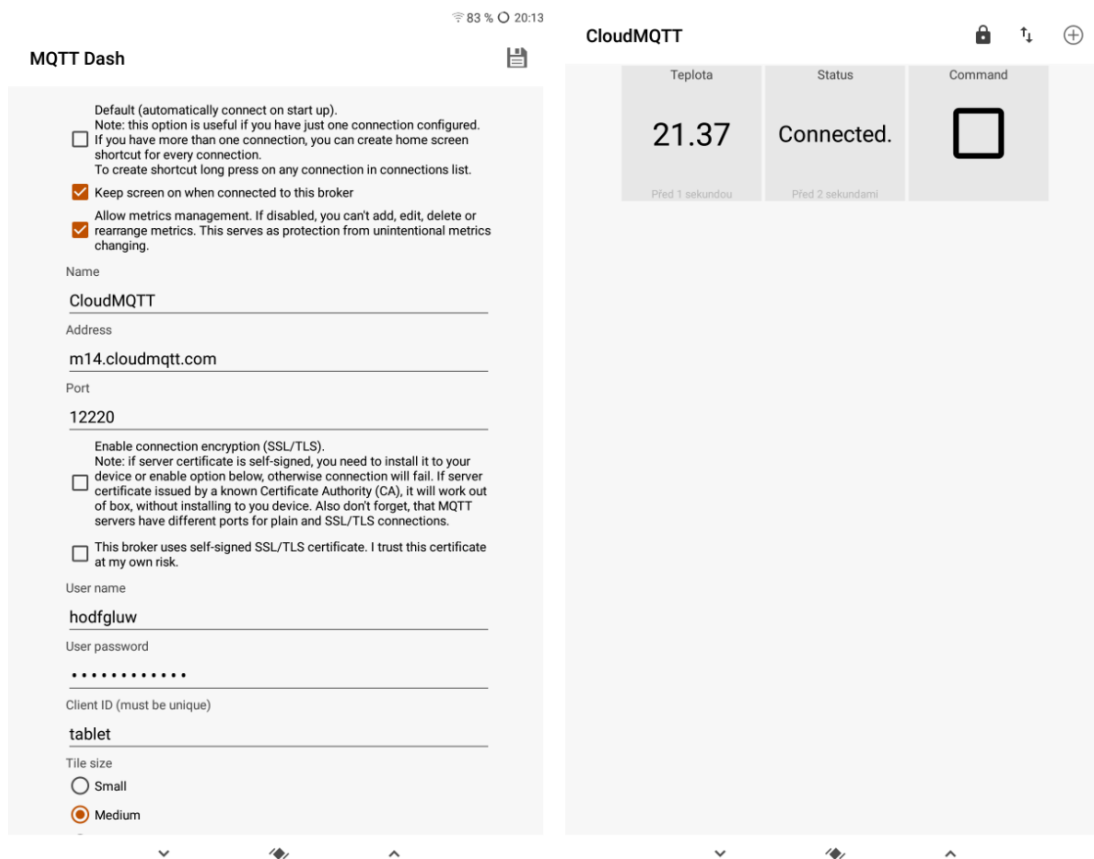 83 % 20:13
MQTT Dash
Default (automatically connect on start up).
Note: this option is useful if you have just one connection configured.
If you have more than one connection, you can create home screen
shortcut for every connection.
To create shortcut long press on any connection in connections list.
Keep screen on when connected to this broker
Allow metrics management. If disabled, you can't add, edit, delete or
rearrange metrics. This serves as protection from unintentional metrics
changing.
Name
CloudMQTT
Address
m14.cloudmqtt.com
Port
12220
Enable connection encryption (SSL/TLS).
Note: if server certificate is self-signed, you need to install it to your
device or enable option below, otherwise connection will fail. If server
certificate issued by a known Certificate Authority (CA), it will work out
of box, without installing to you device. Also don't forget, that MQTT
servers have different ports for plain and SSL/TLS connections.
This broker uses self-signed SSL/TLS certificate. I trust this certificate
at my own risk.
User name
hodfgluw
User password
••••••••••••
Client ID (must be unique)
tablet
Tile size
Small
Medium
CloudMQTT
Teplota
21.37
Před 1 sekundou
Status
Connected.
Před 2 sekundami
Command